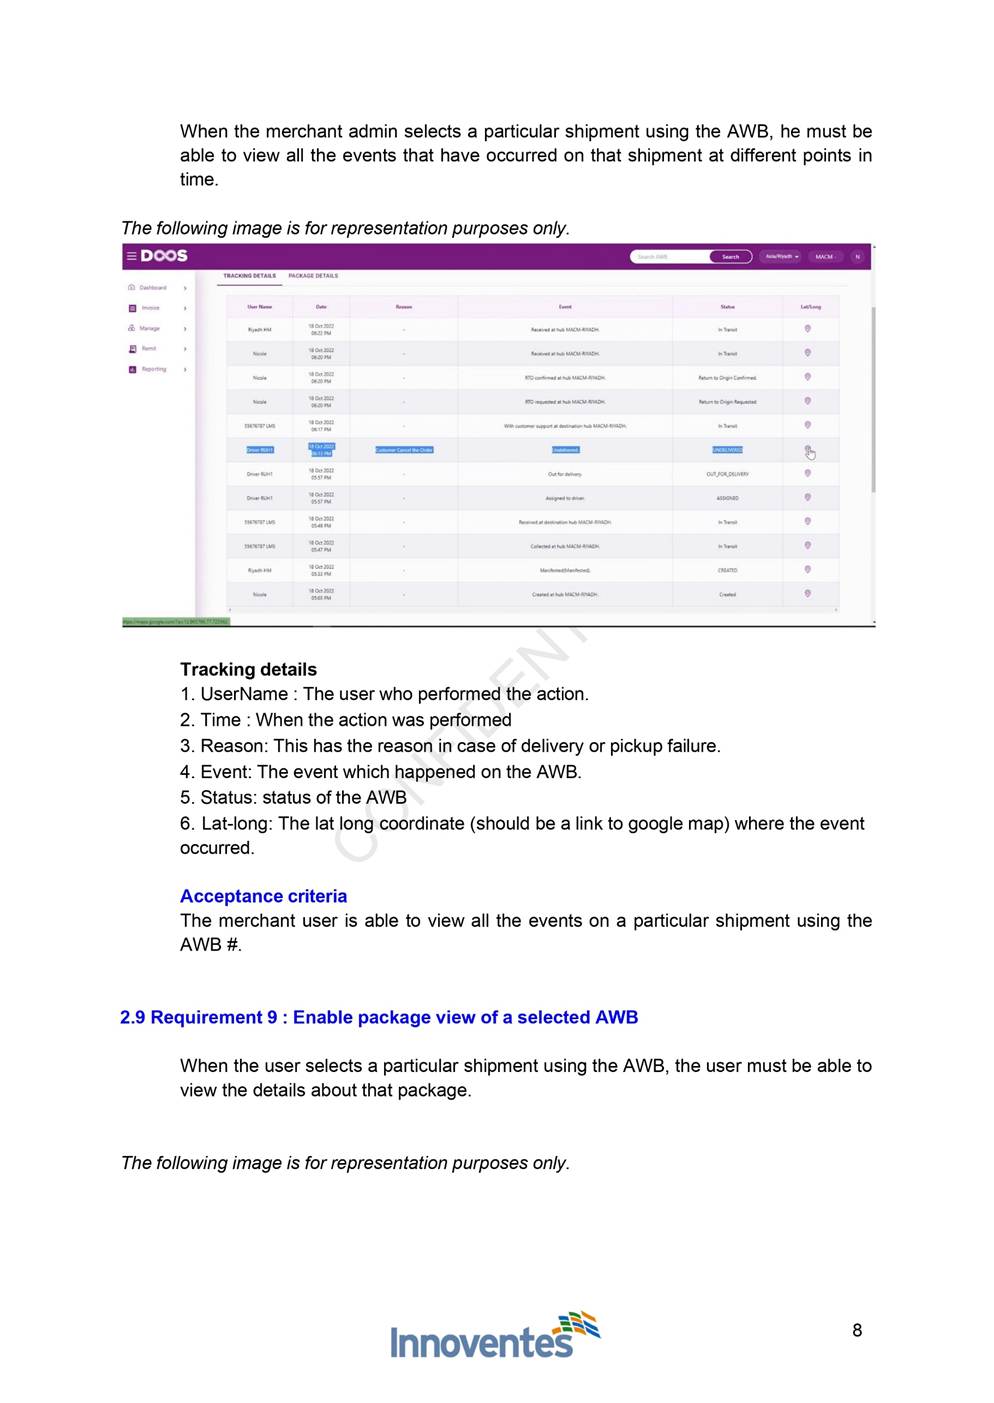 When the merchant admin selects a particular shipment using the AWB, he must be
able to view all the events that have occurred on that shipment at different points in
time.
The following image is for representation purposes only.
DOOS
Search AWB
Search
Asia/Riyadh
MACM -
N
TRACKING DETAILS PACKAGE DETAILS
Dashboard
Invoice
Manage
Remit
Reporting
User Name Date Reason Event Status Lat/Long
Riyadh HM 18 Oct 2022 06:22 PM - Received at hub MACM-RIYADH. In Transit
Nicole 18 Oct 2022 06:20 PM - Received at hub MACM-RIYADH. In Transit
Nicole 18 Oct 2022 06:20 PM - RTO confirmed at hub MACM-RIYADH. Return to Origin Confirmed
Nicole 18 Oct 2022 06:20 PM - RTO requested at hub MACM-RIYADH. Return to Origin Requested
55676787 LMS 18 Oct 2022 06:17 PM - With customer support at destination hub MACM-RIYADH. In Transit
Driver RUH1 18 Oct 2022 06:12 PM Customer Cancel the Order Undelivered. UNDELIVERED
Driver RUH1 18 Oct 2022 05:57 PM - Out for delivery. OUT_FOR_DELIVERY
Driver RUH1 18 Oct 2022 05:57 PM - Assigned to driver. ASSIGNED
55676787 LMS 18 Oct 2022 05:48 PM - Received at destination hub MACM-RIYADH. In Transit
55676787 LMS 18 Oct 2022 05:47 PM - Collected at hub MACM-RIYADH. In Transit
Riyadh HM 18 Oct 2022 05:33 PM - Manifested(Manifested). CREATED
Nicole 18 Oct 2022 05:03 PM - Created at hub MACM-RIYADH. Created
Tracking details
1. UserName : The user who performed the action.
2. Time : When the action was performed
3. Reason: This has the reason in case of delivery or pickup failure.
4. Event: The event which happened on the AWB.
5. Status: status of the AWB
6. Lat-long: The lat long coordinate (should be a link to google map) where the event
occurred.
Acceptance criteria
The merchant user is able to view all the events on a particular shipment using the
AWB #.
2.9 Requirement 9 : Enable package view of a selected AWB
When the user selects a particular shipment using the AWB, the user must be able to
view the details about that package.
The following image is for representation purposes only.
Innoventes
8